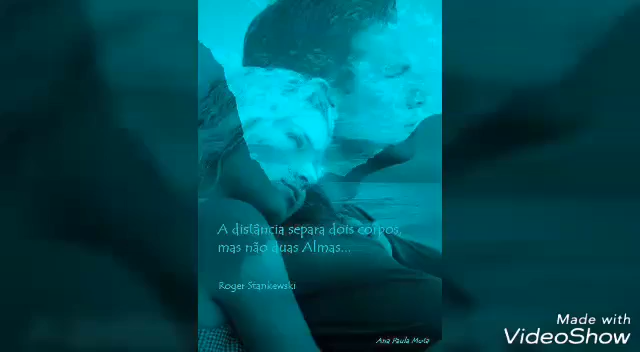 A distância separa dois corpos,
mas não duas Almas...
Roger Stankewski
Ana Paula Mota
Made with
VideoShow